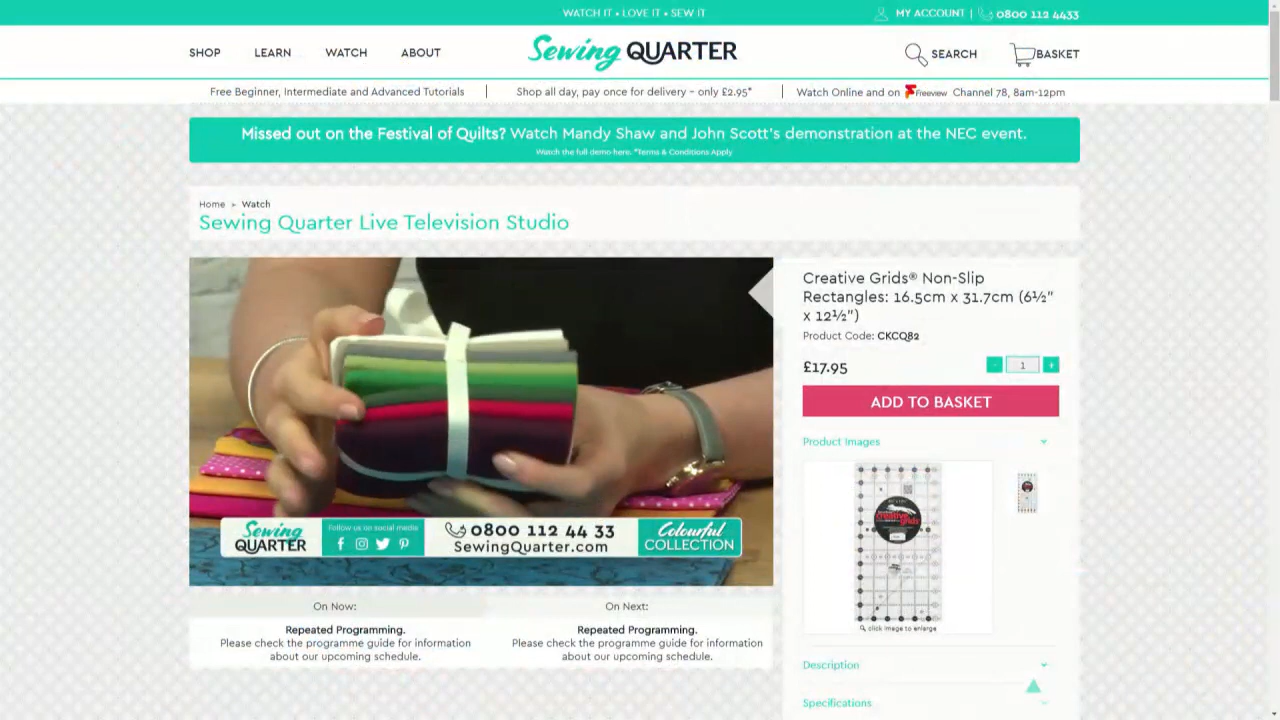 WATCH IT • LOVE IT • SEW IT
MY ACCOUNT | 0800 112 4433
SHOP LEARN WATCH ABOUT
Sewing QUARTER
SEARCH BASKET
Free Beginner, Intermediate and Advanced Tutorials | Shop all day, pay once for delivery - only £2.95* | Watch Online and on Freeview Channel 78, 8am-12pm
Missed out on the Festival of Quilts? Watch Mandy Shaw and John Scott's demonstration at the NEC event.
Watch the full demo here. *Terms & Conditions Apply
Home > Watch
Sewing Quarter Live Television Studio
Sewing QUARTER
Follow us on social media
0800 112 44 33
SewingQuarter.com
Colourful COLLECTION
On Now:
Repeated Programming.
Please check the programme guide for information
about our upcoming schedule.
On Next:
Repeated Programming.
Please check the programme guide for information
about our upcoming schedule.
Creative Grids® Non-Slip
Rectangles: 16.5cm x 31.7cm (6½"
x 12½")
Product Code: CKCQ82
£17.95
- 1 +
ADD TO BASKET
Product Images
creative grids
click image to enlarge
Description
Specifications